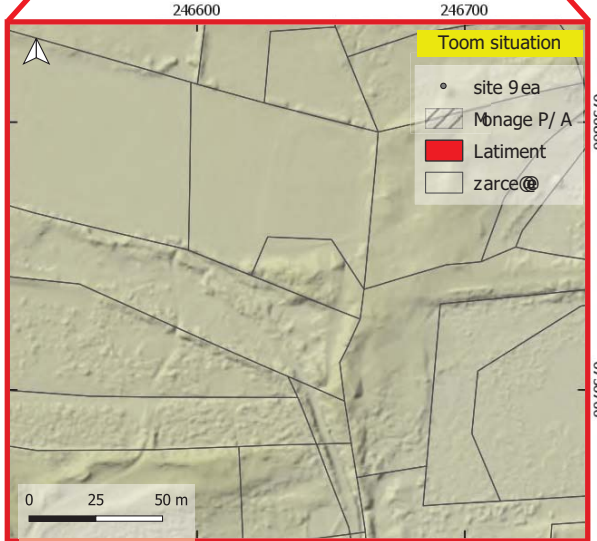 246600 246700
Toom situation
site 9ea
Monage P/ A
Latiment
zarce@@
0 25 50 m